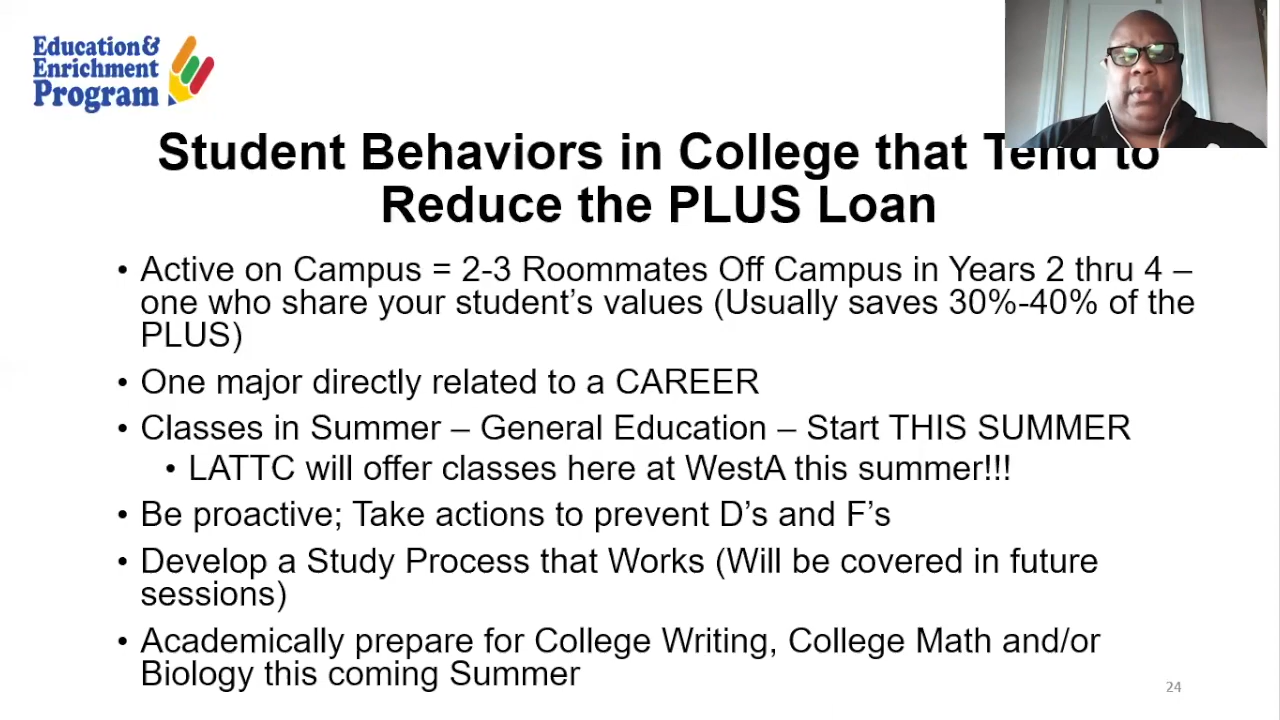 Education&
Enrichment
Program
Student Behaviors in College that Tend to
Reduce the PLUS Loan
• Active on Campus = 2-3 Roommates Off Campus in Years 2 thru 4 –
one who share your student’s values (Usually saves 30%-40% of the
PLUS)
• One major directly related to a CAREER
• Classes in Summer – General Education – Start THIS SUMMER
• LATTC will offer classes here at WestA this summer!!!
• Be proactive; Take actions to prevent D’s and F’s
• Develop a Study Process that Works (Will be covered in future
sessions)
• Academically prepare for College Writing, College Math and/or
Biology this coming Summer
24